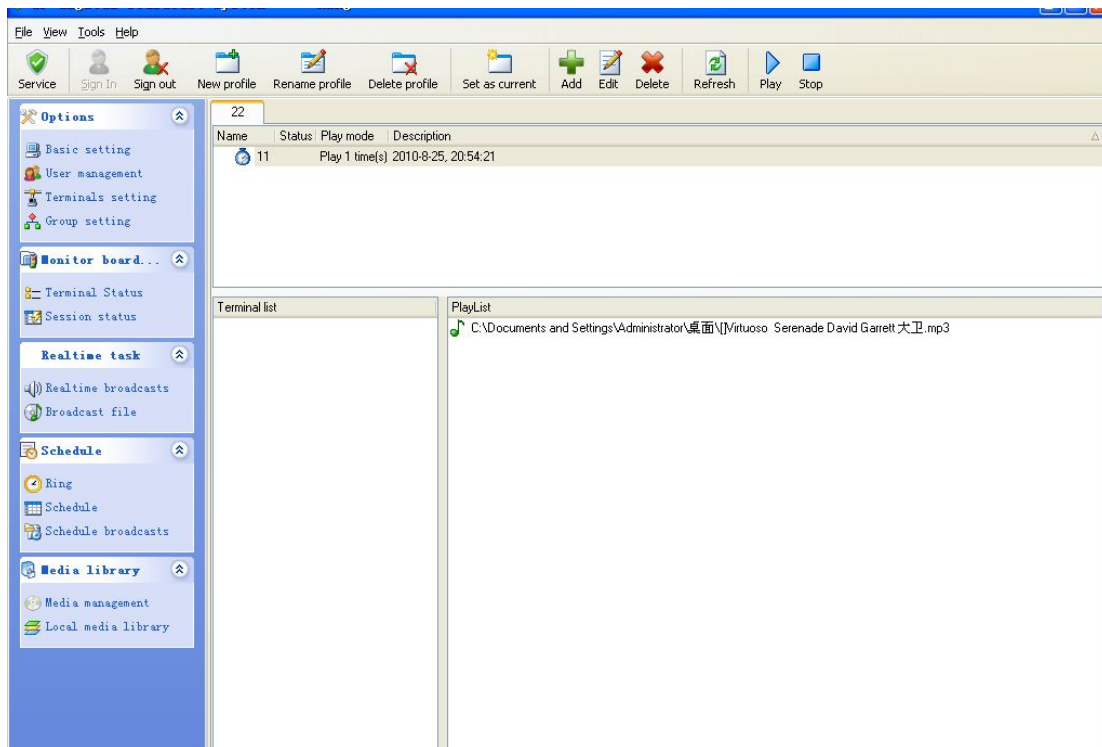 File View Tools Help
Service Sign In Sign out New profile Rename profile Delete profile Set as current Add Edit Delete Refresh Play Stop
Options
Basic setting
User management
Terminals setting
Group setting
Monitor board...
Terminal Status
Session status
Realtime task
Realtime broadcasts
Broadcast file
Schedule
Ring
Schedule
Schedule broadcasts
Media library
Media management
Local media library
22
Name Status Play mode Description
11 Play 1 time(s) 2010-8-25, 20:54:21
Terminal list
PlayList
C:\Documents and Settings\Administrator\桌面\[]Virtuoso Serenade David Garrett 大卫.mp3